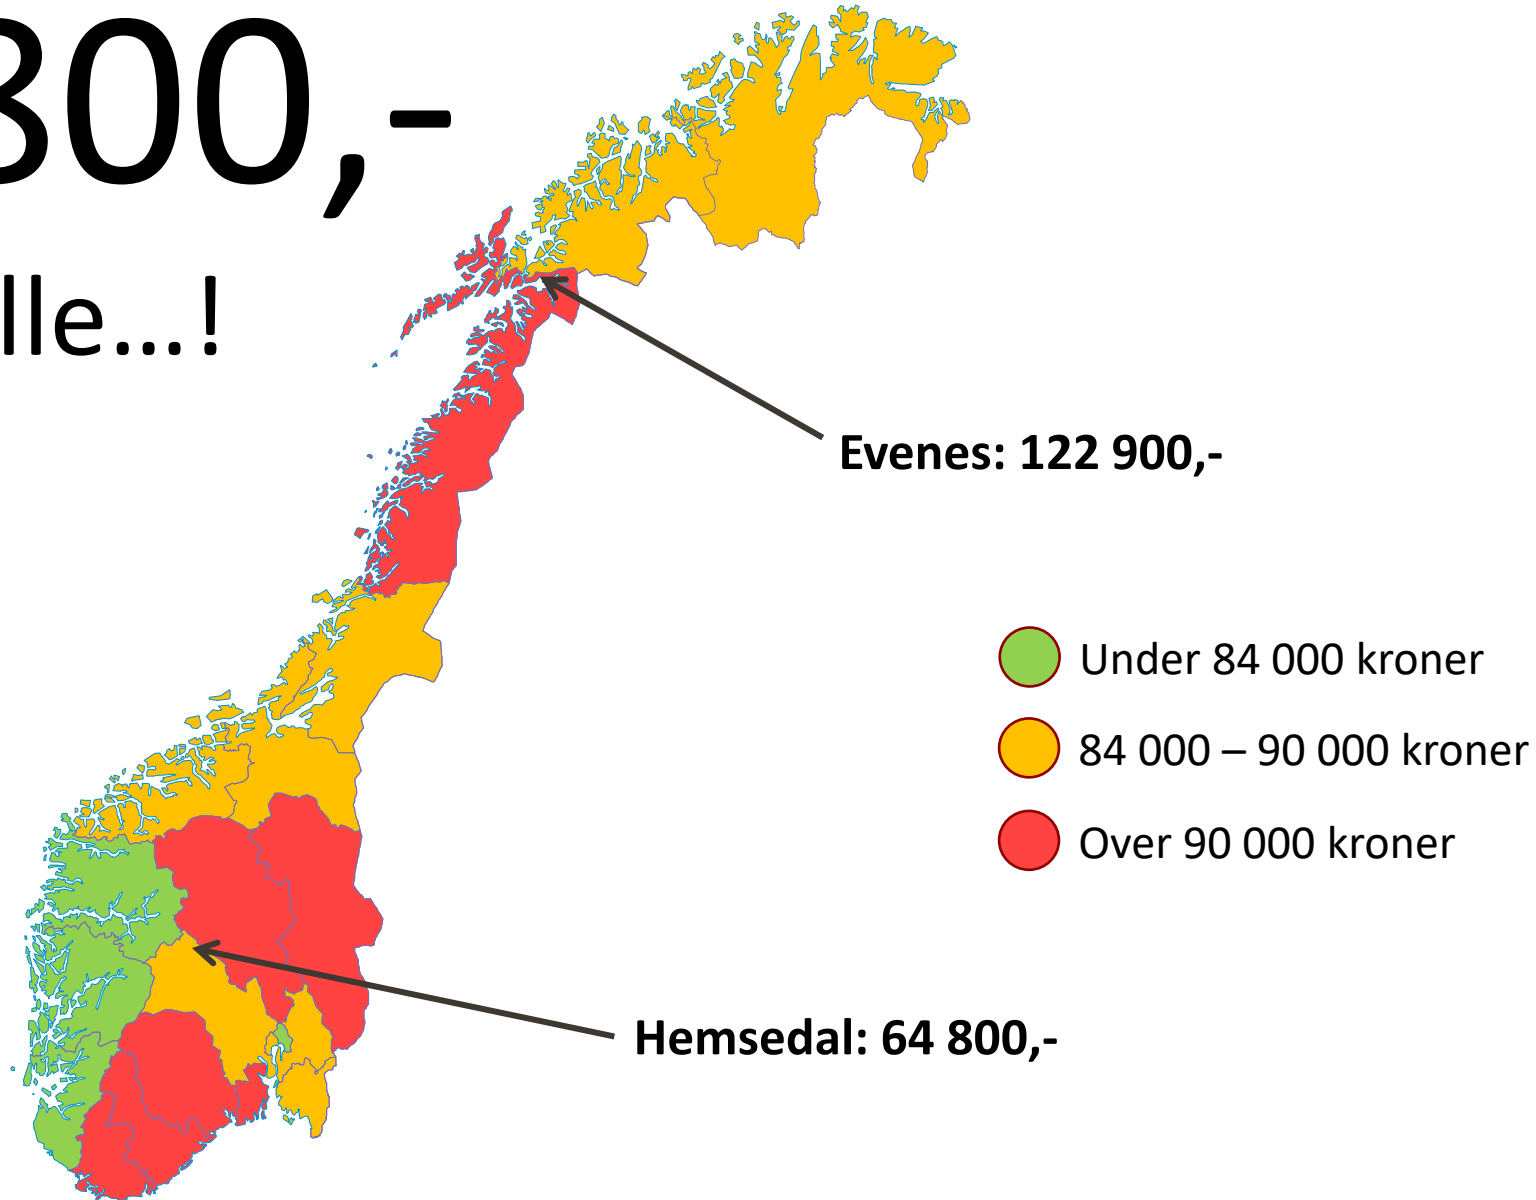 800,-
lle...!
Evenes: 122 900,-
Under 84 000 kroner
84 000 – 90 000 kroner
Over 90 000 kroner
Hemsedal: 64 800,-